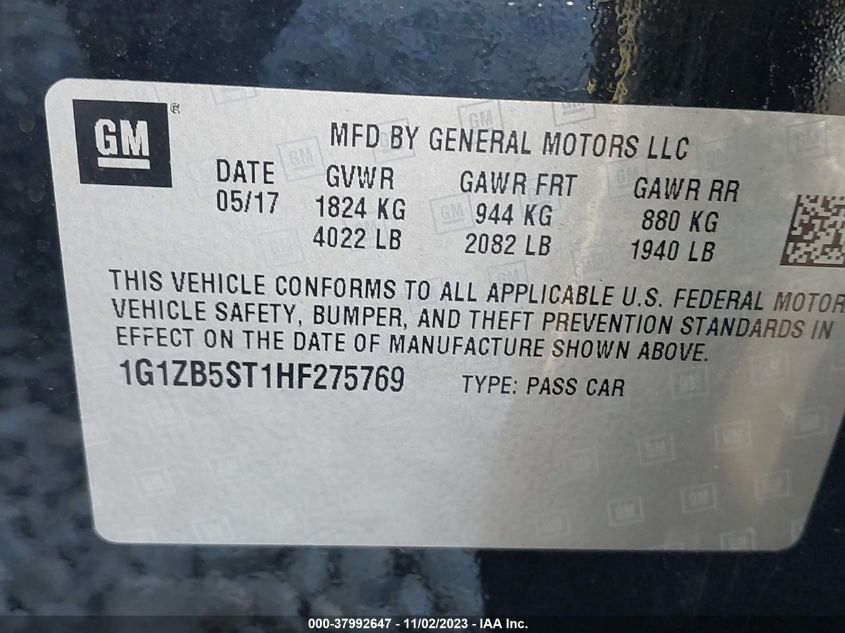 GM ®
MFD BY GENERAL MOTORS LLC
DATE GVWR GAWR FRT GAWR RR
05/17 1824 KG 944 KG 880 KG
4022 LB 2082 LB 1940 LB
THIS VEHICLE CONFORMS TO ALL APPLICABLE U.S. FEDERAL MOTOR
VEHICLE SAFETY, BUMPER, AND THEFT PREVENTION STANDARDS IN
EFFECT ON THE DATE OF MANUFACTURE SHOWN ABOVE.
1G1ZB5ST1HF275769 TYPE: PASS CAR
000-37992647 - 11/02/2023 - IAA Inc.